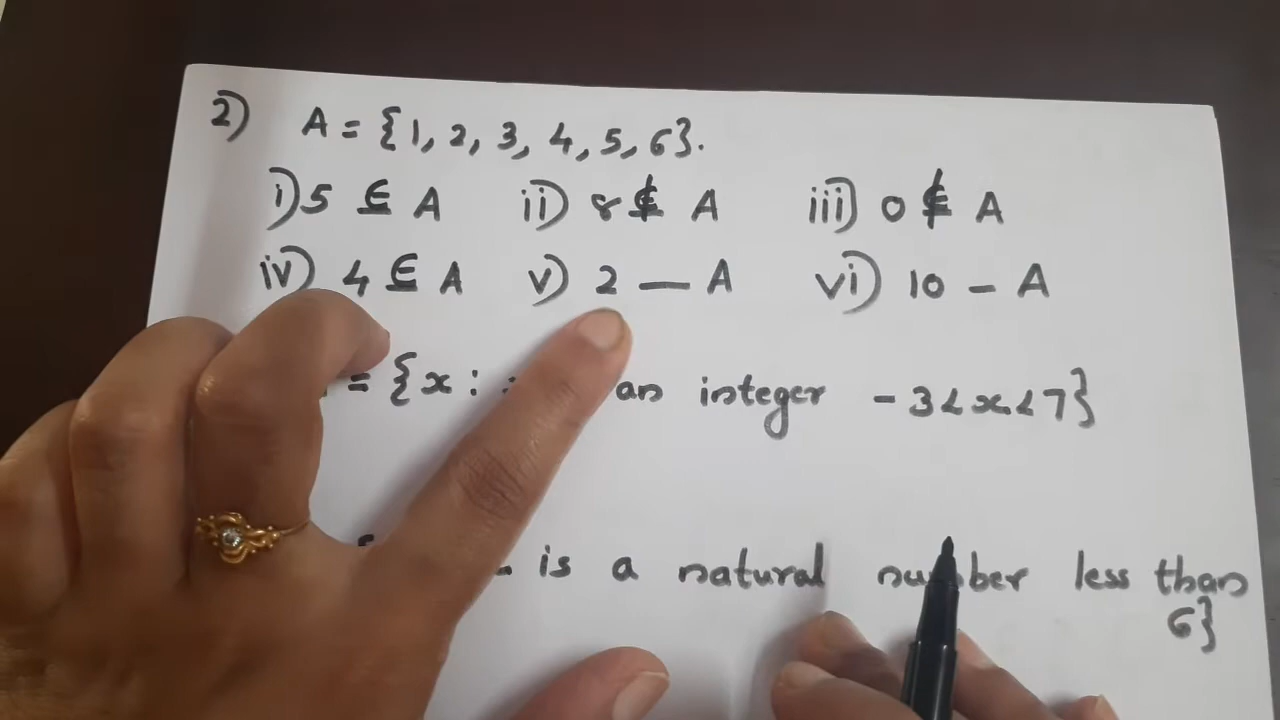 2) A = {1, 2, 3, 4, 5, 6}.
i) 5 ∈ A ii) 8 ∉ A iii) 0 ∉ A
iv) 4 ∈ A v) 2 — A vi) 10 — A
= {x : an integer -3<x<7}
is a natural number less than
6}